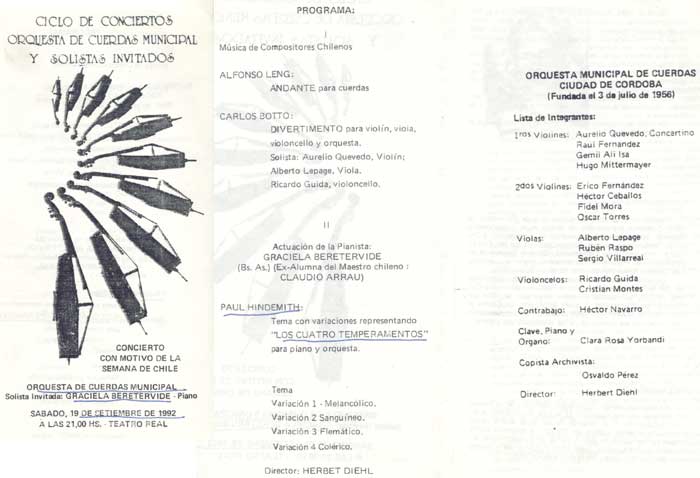 CICLO DE CONCIERTOS
ORQUESTA DE CUERDAS MUNICIPAL
Y SOLISTAS INVITADOS
CONCIERTO
CON MOTIVO DE LA
SEMANA DE CHILE
ORQUESTA DE CUERDAS MUNICIPAL
Solista Invitada: GRACIELA BERETERVIDE - Piano
SABADO, 19 DE CETIEMBRE DE 1992
A LAS 21,00 HS. - TEATRO REAL
PROGRAMA:
I
Música de Compositores Chilenos
ALFONSO LENG:
ANDANTE para cuerdas
CARLOS BOTTO:
DIVERTIMENTO para violín, viola,
violoncello y orquesta.
Solista: Aurelio Quevedo, Violín;
Alberto Lepage, Viola.
Ricardo Guida, violoncello.
II
Actuación de la Pianista:
GRACIELA BERETERVIDE
(Bs. As.) (Ex-Alumna del Maestro chileno :
CLAUDIO ARRAU)
PAUL HINDEMITH:
Tema con variaciones representando
"LOS CUATRO TEMPERAMENTOS"
para piano y orquesta.
Tema
Variación 1 - Melancólico.
Variación 2 Sanguíneo.
Variación 3 Flemático.
Variación 4 Colérico.
Director: HERBET DIEHL
ORQUESTA MUNICIPAL DE CUERDAS
CIUDAD DE CORDOBA
(Fundada el 3 de julio de 1956)
Lista de Integrantes:
1ros Violines: Aurelio Quevedo, Concertino
Raul Fernandez
Gemil Alí Isa
Hugo Mittermayer
2dos Violines: Erico Fernández
Héctor Ceballos
Fidel Mora
Oscar Torres
Violas: Alberto Lepage
Rubén Raspo
Sergio Villarreal
Violoncelos: Ricardo Guida
Cristian Montes
Contrabajo: Héctor Navarro
Clave, Piano y
Organo: Clara Rosa Yorbandi
Copista Archivista:
Osvaldo Pérez
Director: Herbert Diehl